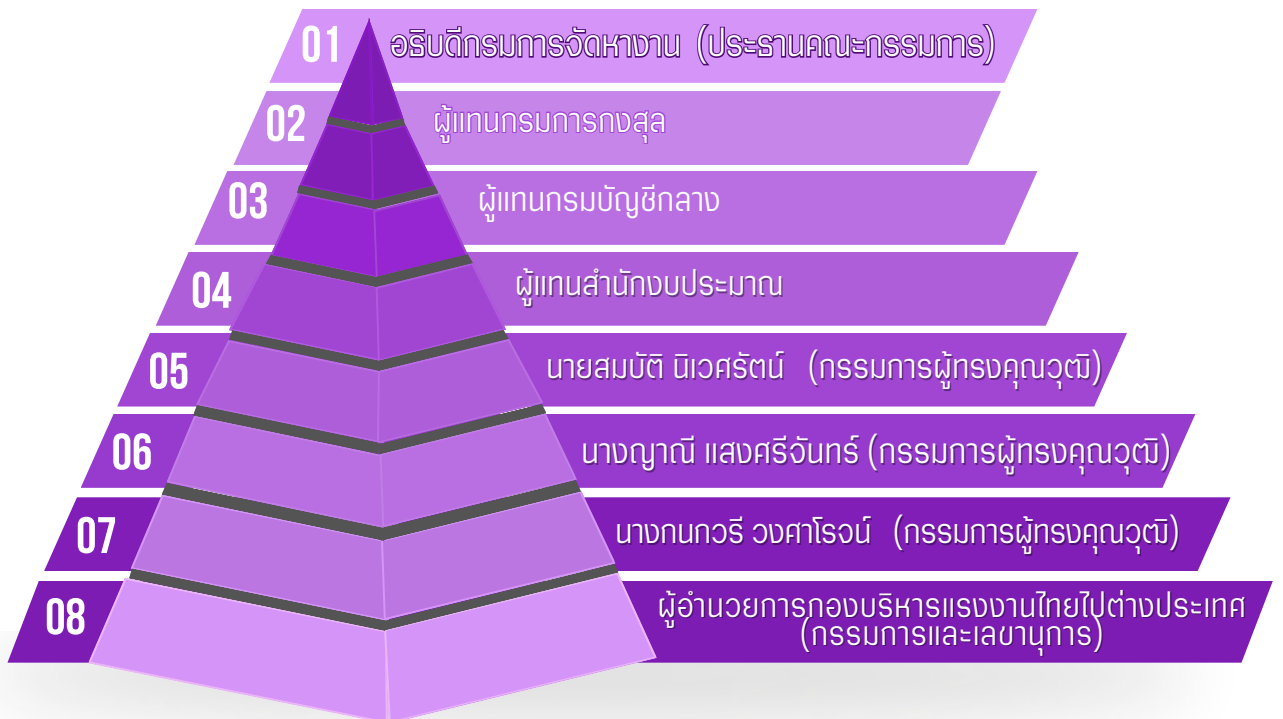 01 อธิบดีกรมการจัดหางาน (ประธานคณะกรรมการ)
02 ผู้แทนกรมการกงสุล
03 ผู้แทนกรมบัญชีกลาง
04 ผู้แทนสำนักงบประมาณ
05 นายสมบัติ นิเวศรัตน์ (กรรมการผู้ทรงคุณวุฒิ)
06 นางญาณี แสงศรีจันทร์ (กรรมการผู้ทรงคุณวุฒิ)
07 นางกนกวรี วงศาโรจน์ (กรรมการผู้ทรงคุณวุฒิ)
08 ผู้อำนวยการกองบริหารแรงงานไทยไปต่างประเทศ
(กรรมการและเลขานุการ)